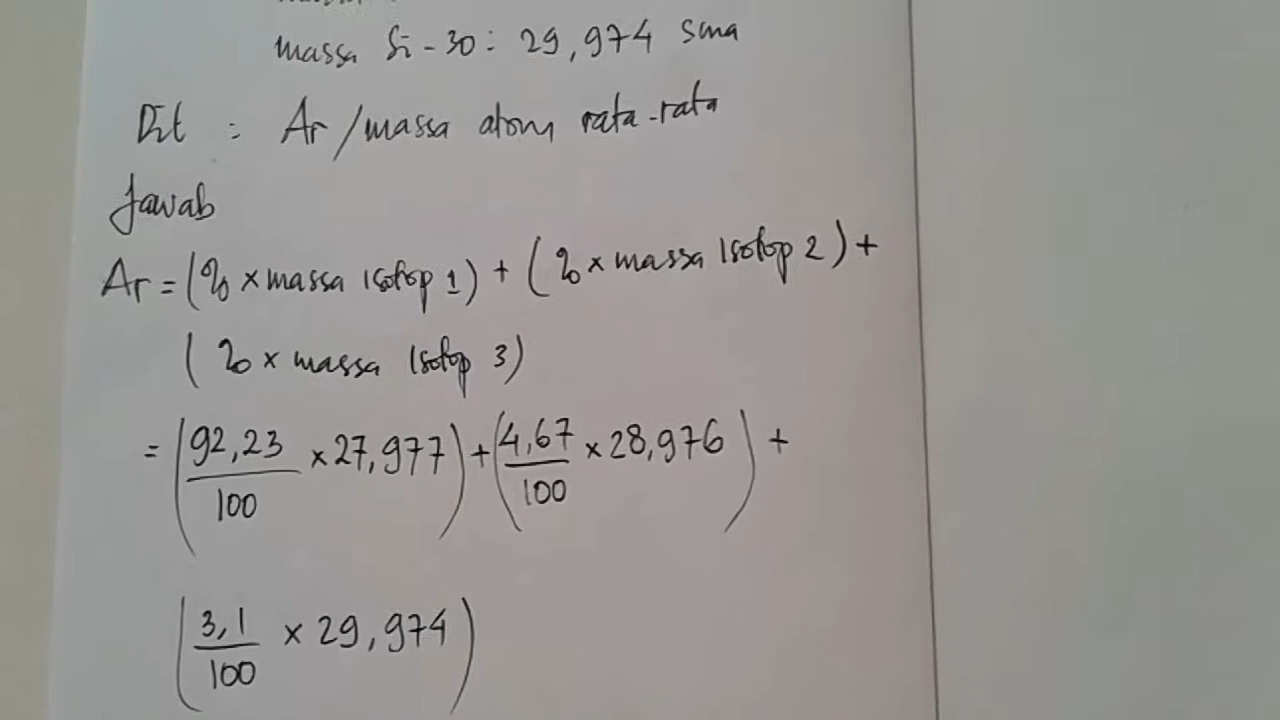 massa Si-30: 29,974 sma
Dit : Ar/massa atom rata-rata
Jawab
Ar = (% x massa Isotop 1) + (% x massa Isotop 2) +
(% x massa Isotop 3)
= (92,23/100 x 27,977) + (4,67/100 x 28,976) +
(3,1/100 x 29,974)